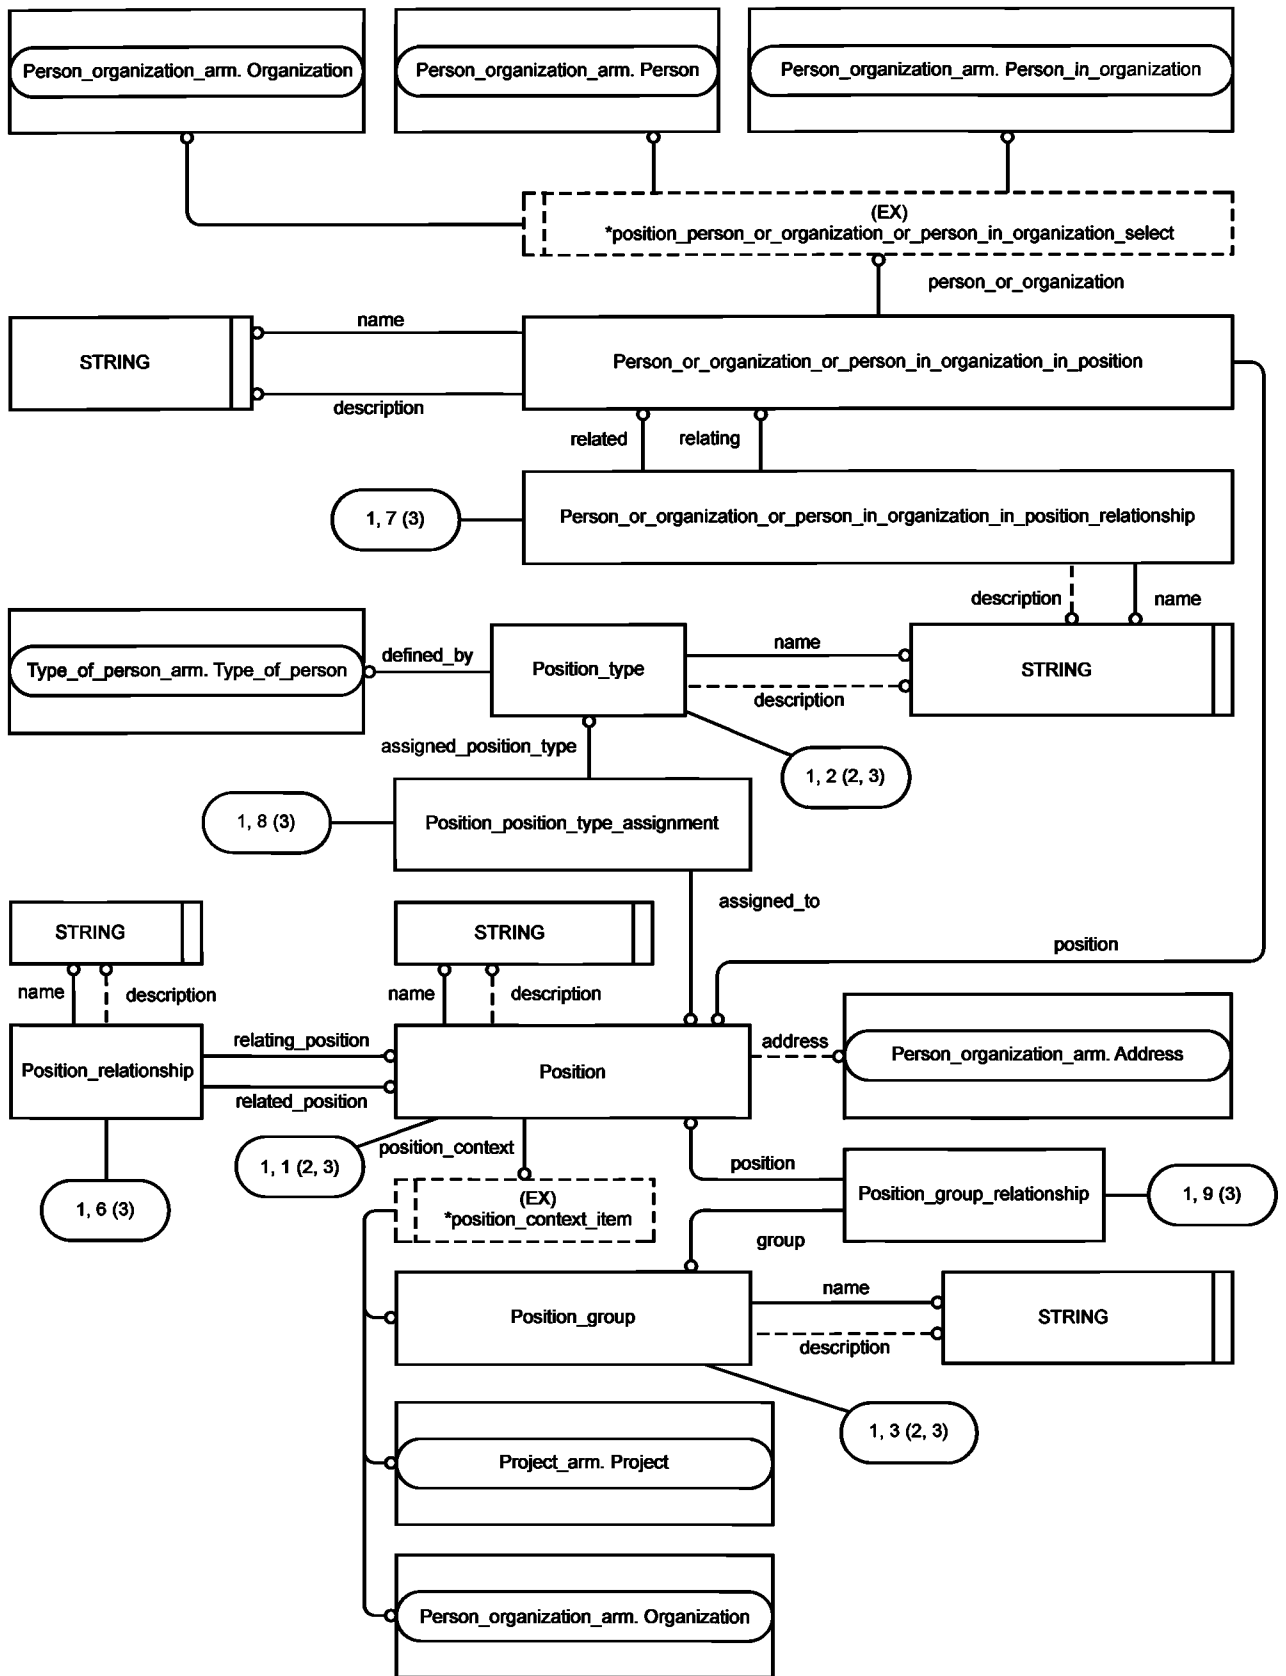 Person_organization_arm. Organization
Person_organization_arm. Person
Person_organization_arm. Person_in_organization
(EX)
*position_person_or_organization_or_person_in_organization_select
person_or_organization
name
STRING
Person_or_organization_or_person_in_organization_in_position
description
related
relating
1, 7 (3)
Person_or_organization_or_person_in_organization_in_position_relationship
description
name
Type_of_person_arm. Type_of_person
defined_by
Position_type
name
description
STRING
assigned_position_type
1, 2 (2, 3)
1, 8 (3)
Position_position_type_assignment
assigned_to
position
STRING
STRING
name
description
name
description
Position_relationship
relating_position
related_position
Position
address
Person_organization_arm. Address
1, 6 (3)
1, 1 (2, 3)
position_context
(EX)
*position_context_item
position
Position_group_relationship
1, 9 (3)
group
Position_group
name
description
STRING
1, 3 (2, 3)
Project_arm. Project
Person_organization_arm. Organization